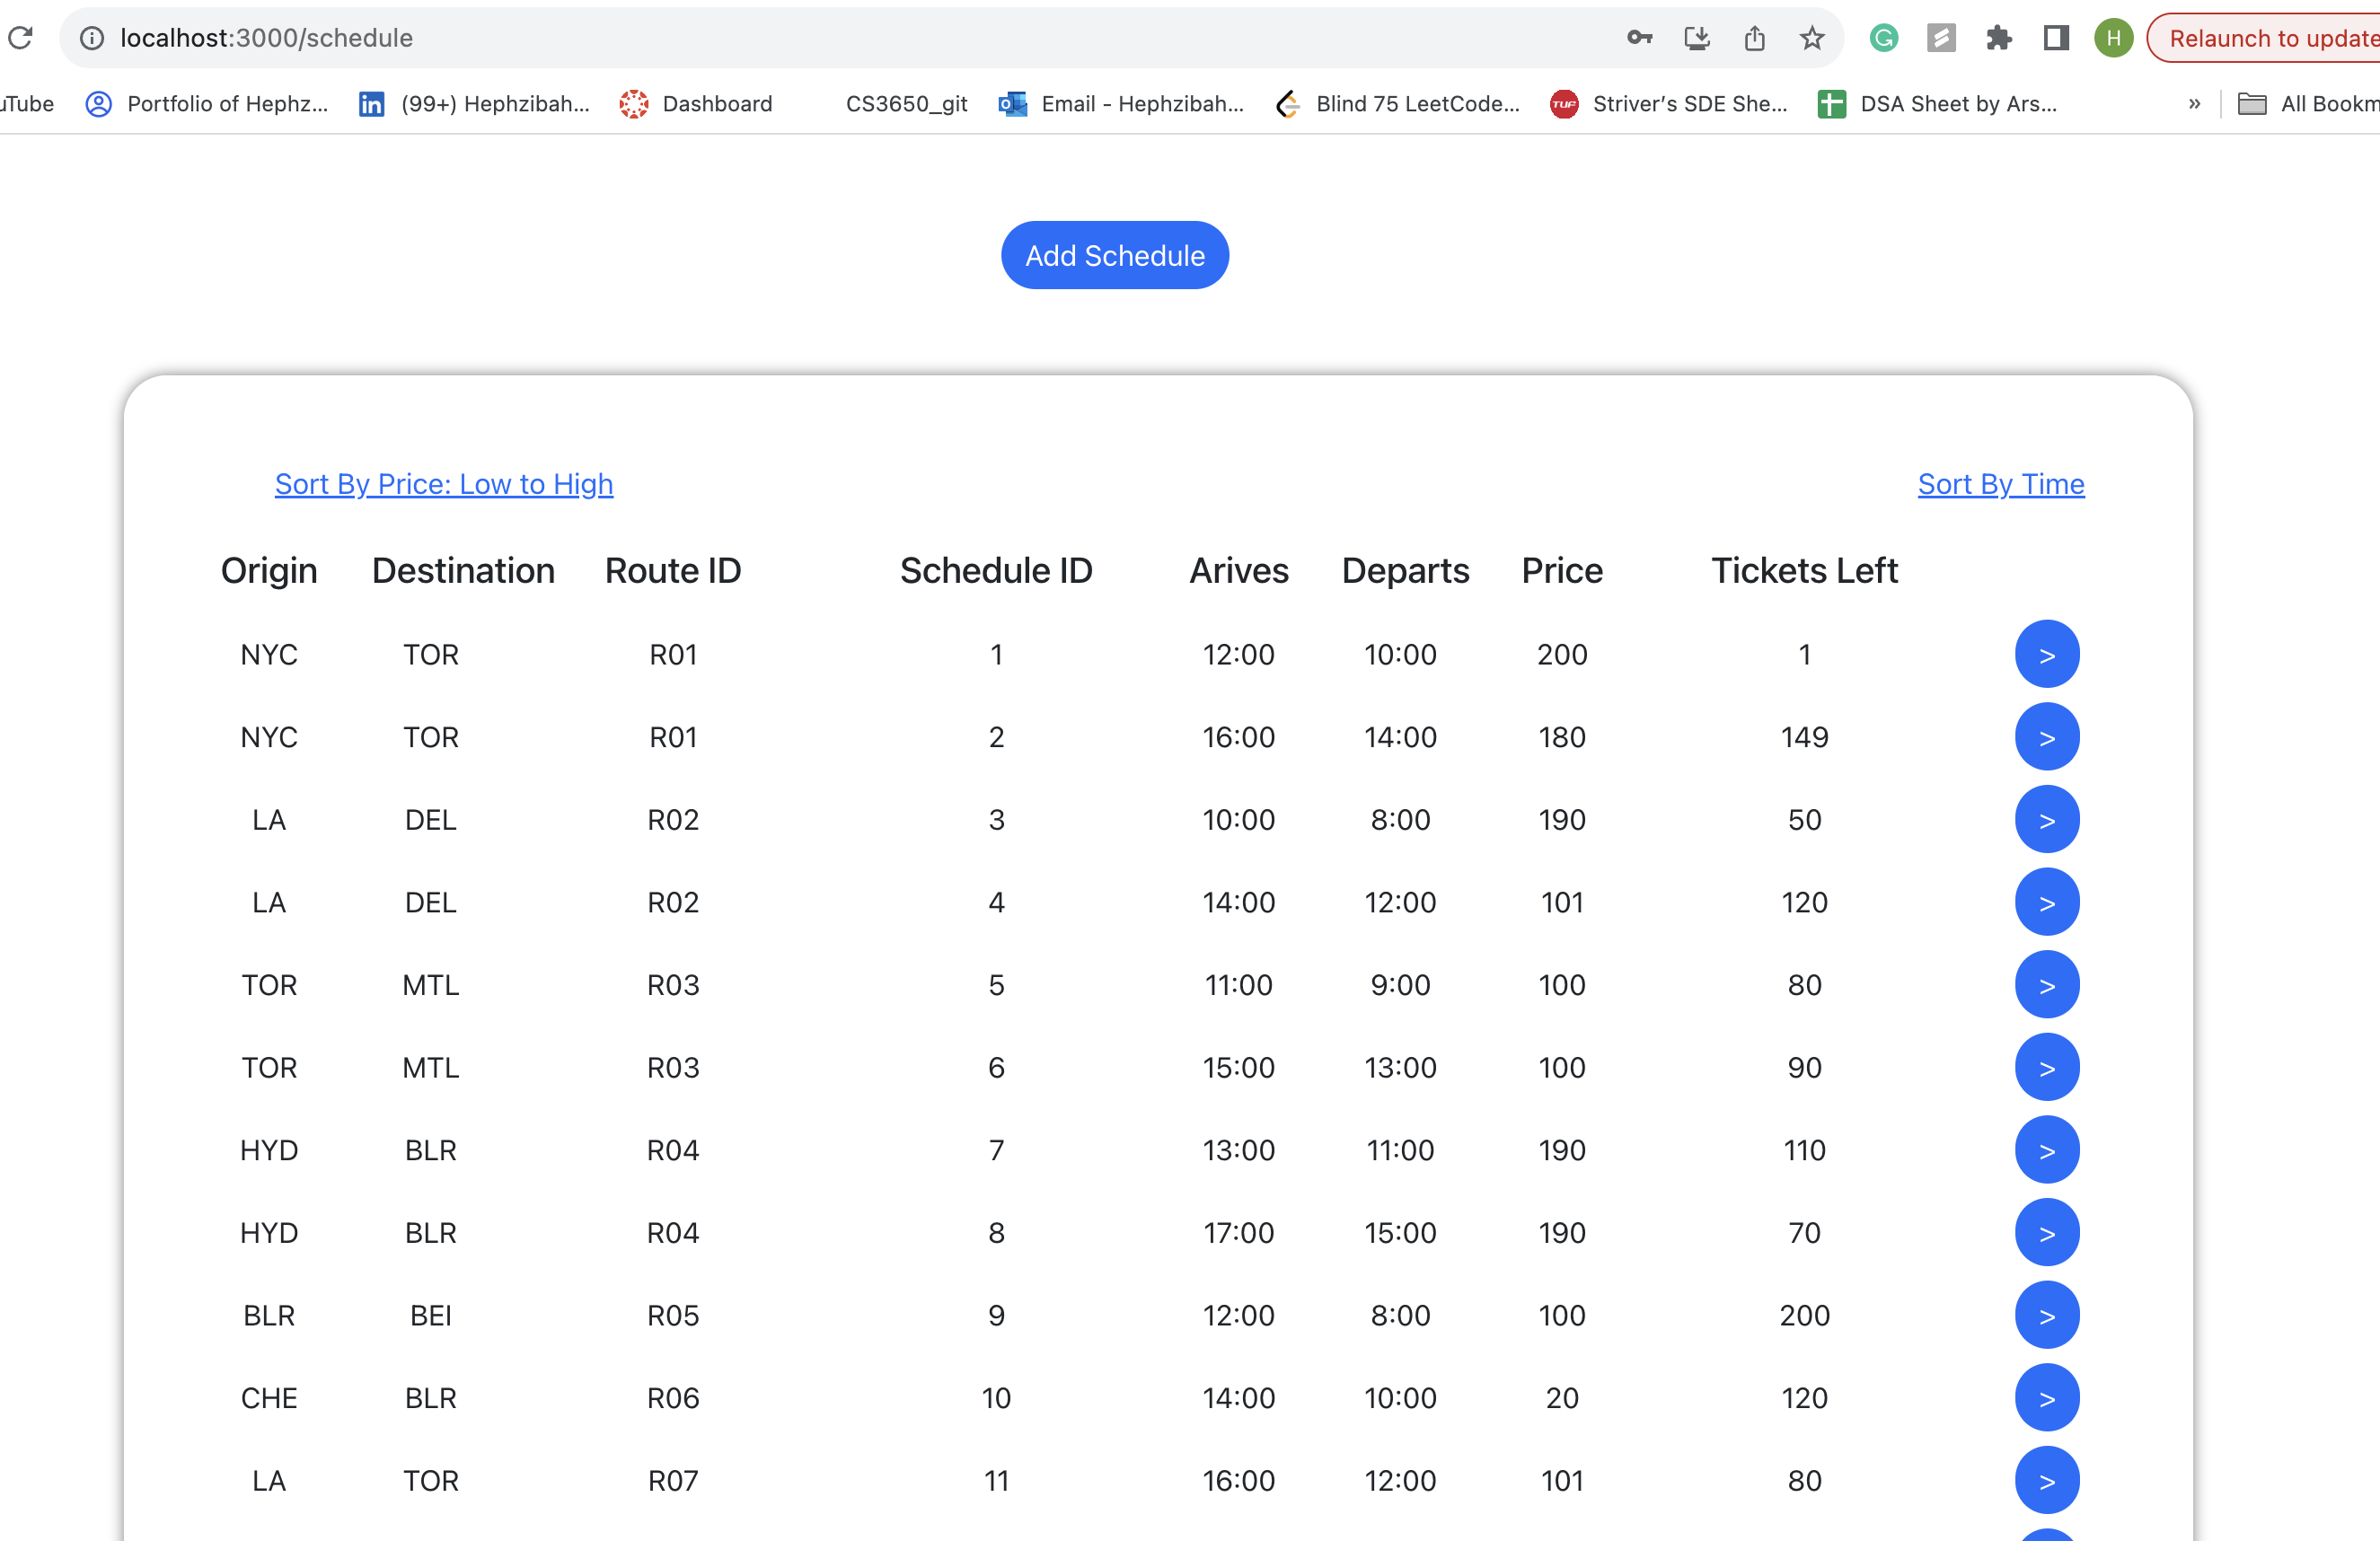 localhost:3000/schedule H Relaunch to update
uTube Portfolio of Hephz... in (99+) Hephzibah... Dashboard CS3650_git Email - Hephzibah... Blind 75 LeetCode... TUF Striver's SDE She... DSA Sheet by Ars... » All Bookm
Add Schedule
Sort By Price: Low to High Sort By Time
Origin Destination Route ID Schedule ID Arives Departs Price Tickets Left
NYC TOR R01 1 12:00 10:00 200 1 >
NYC TOR R01 2 16:00 14:00 180 149 >
LA DEL R02 3 10:00 8:00 190 50 >
LA DEL R02 4 14:00 12:00 101 120 >
TOR MTL R03 5 11:00 9:00 100 80 >
TOR MTL R03 6 15:00 13:00 100 90 >
HYD BLR R04 7 13:00 11:00 190 110 >
HYD BLR R04 8 17:00 15:00 190 70 >
BLR BEI R05 9 12:00 8:00 100 200 >
CHE BLR R06 10 14:00 10:00 20 120 >
LA TOR R07 11 16:00 12:00 101 80 >